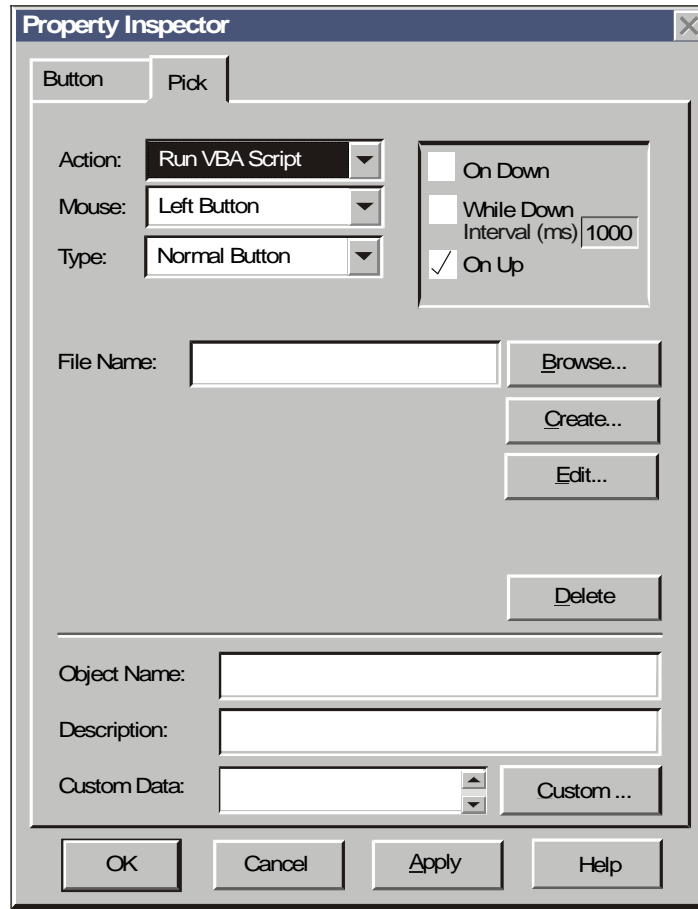 Property Inspector
Button
Pick
Action: Run VBA Script
On Down
Mouse: Left Button
While Down
Interval (ms) 1000
Type: Normal Button
On Up
File Name:
Browse...
Create...
Edit...
Delete
Object Name:
Description:
Custom Data:
Custom ...
OK
Cancel
Apply
Help